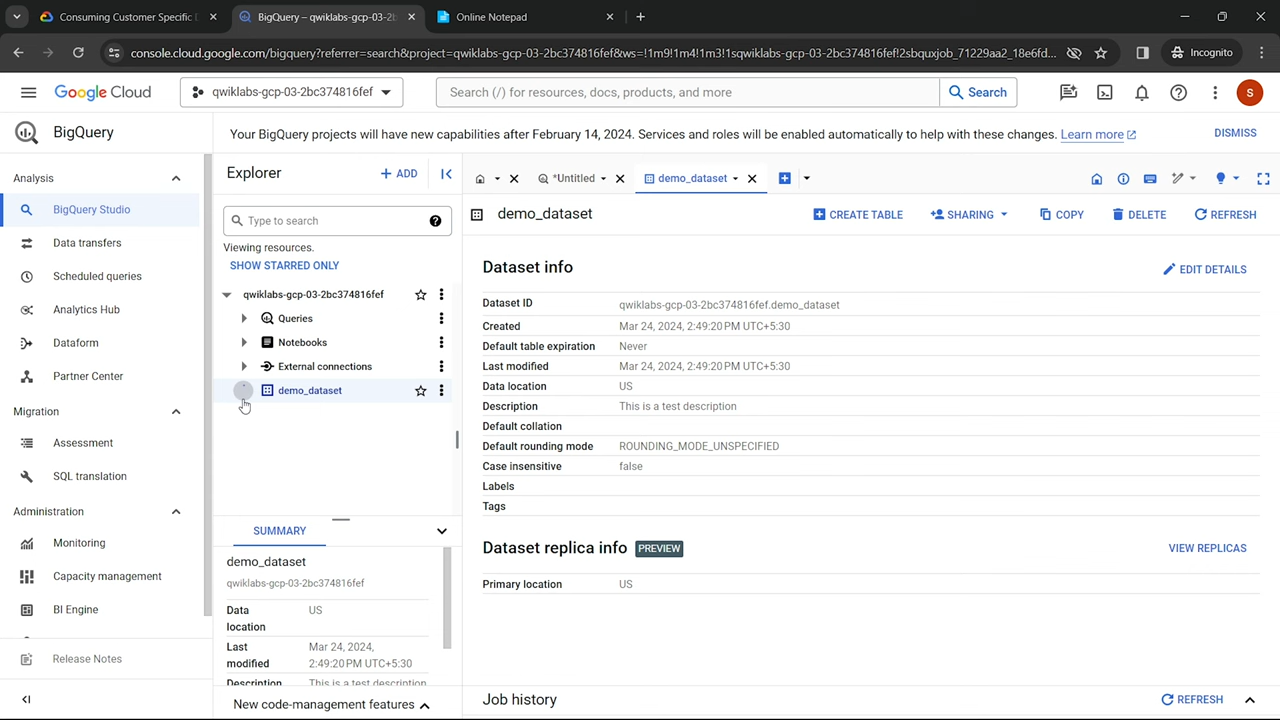 Consuming Customer Specific D
BigQuery – qwiklabs-gcp-03-2b
Online Notepad
console.cloud.google.com/bigquery?referrer=search&project=qwiklabs-gcp-03-2bc374816fef&ws=!1m9!1m4!1m3!1sqwiklabs-gcp-03-2bc374816fef!2sbquxjob_71229aa2_18e6fd...
Incognito
Google Cloud
qwiklabs-gcp-03-2bc374816fef
Search (/) for resources, docs, products, and more
Search
S
BigQuery
Your BigQuery projects will have new capabilities after February 14, 2024. Services and roles will be enabled automatically to help with these changes. Learn more
DISMISS
Analysis
BigQuery Studio
Data transfers
Scheduled queries
Analytics Hub
Dataform
Partner Center
Migration
Assessment
SQL translation
Administration
Monitoring
Capacity management
BI Engine
Release Notes
Explorer
+ ADD
Type to search
Viewing resources.
SHOW STARRED ONLY
qwiklabs-gcp-03-2bc374816fef
Queries
Notebooks
External connections
demo_dataset
SUMMARY
demo_dataset
qwiklabs-gcp-03-2bc374816fef
Data location US
Last modified Mar 24, 2024, 2:49:20 PM UTC+5:30
Description This is a test description
New code-management features
*Untitled
demo_dataset
demo_dataset
CREATE TABLE
SHARING
COPY
DELETE
REFRESH
Dataset info
EDIT DETAILS
Dataset ID qwiklabs-gcp-03-2bc374816fef.demo_dataset
Created Mar 24, 2024, 2:49:20 PM UTC+5:30
Default table expiration Never
Last modified Mar 24, 2024, 2:49:20 PM UTC+5:30
Data location US
Description This is a test description
Default collation
Default rounding mode ROUNDING_MODE_UNSPECIFIED
Case insensitive false
Labels
Tags
Dataset replica info PREVIEW
VIEW REPLICAS
Primary location US
Job history
REFRESH